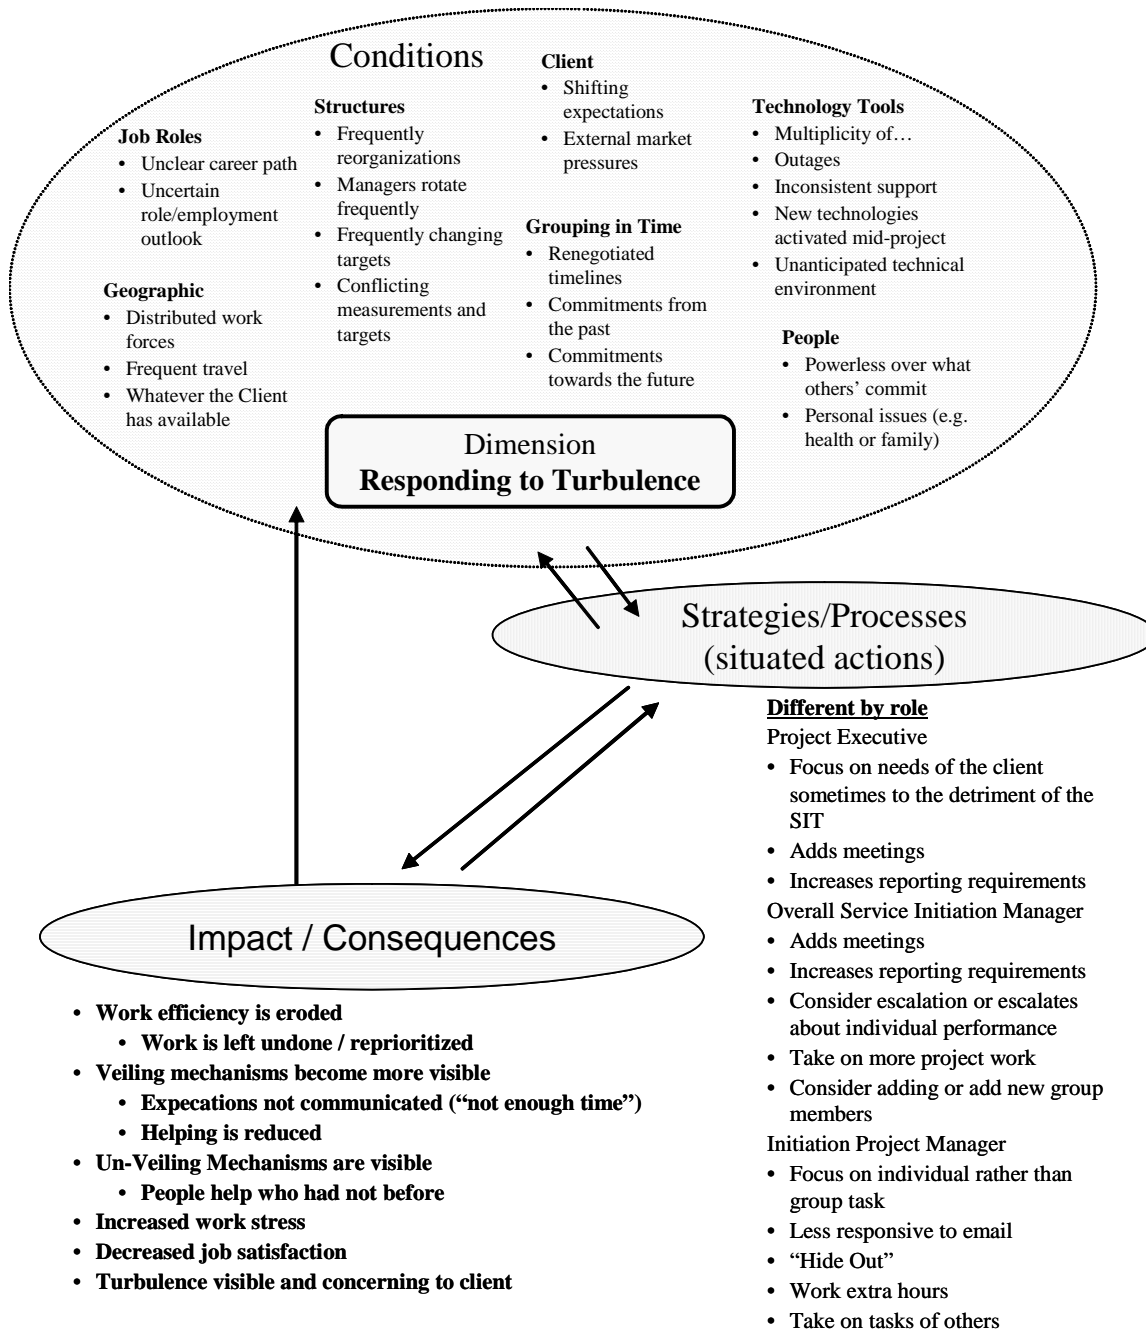 Conditions
Job Roles
• Unclear career path
• Uncertain
role/employment
outlook
Geographic
• Distributed work
forces
• Frequent travel
• Whatever the Client
has available
Structures
• Frequently
reorganizations
• Managers rotate
frequently
• Frequently changing
targets
• Conflicting
measurements and
targets
Client
• Shifting
expectations
• External market
pressures
Grouping in Time
• Renegotiated
timelines
• Commitments from
the past
• Commitments
towards the future
Technology Tools
• Multiplicity of…
• Outages
• Inconsistent support
• New technologies
activated mid-project
• Unanticipated technical
environment
People
• Powerless over what
others’ commit
• Personal issues (e.g.
health or family)
Dimension
Responding to Turbulence
Strategies/Processes
(situated actions)
Different by role
Project Executive
• Focus on needs of the client
sometimes to the detriment of the
SIT
• Adds meetings
• Increases reporting requirements
Overall Service Initiation Manager
• Adds meetings
• Increases reporting requirements
• Consider escalation or escalates
about individual performance
• Take on more project work
• Consider adding or add new group
members
Initiation Project Manager
• Focus on individual rather than
group task
• Less responsive to email
• “Hide Out”
• Work extra hours
• Take on tasks of others
Impact / Consequences
• Work efficiency is eroded
• Work is left undone / reprioritized
• Veiling mechanisms become more visible
• Expecations not communicated (“not enough time”)
• Helping is reduced
• Un-Veiling Mechanisms are visible
• People help who had not before
• Increased work stress
• Decreased job satisfaction
• Turbulence visible and concerning to client